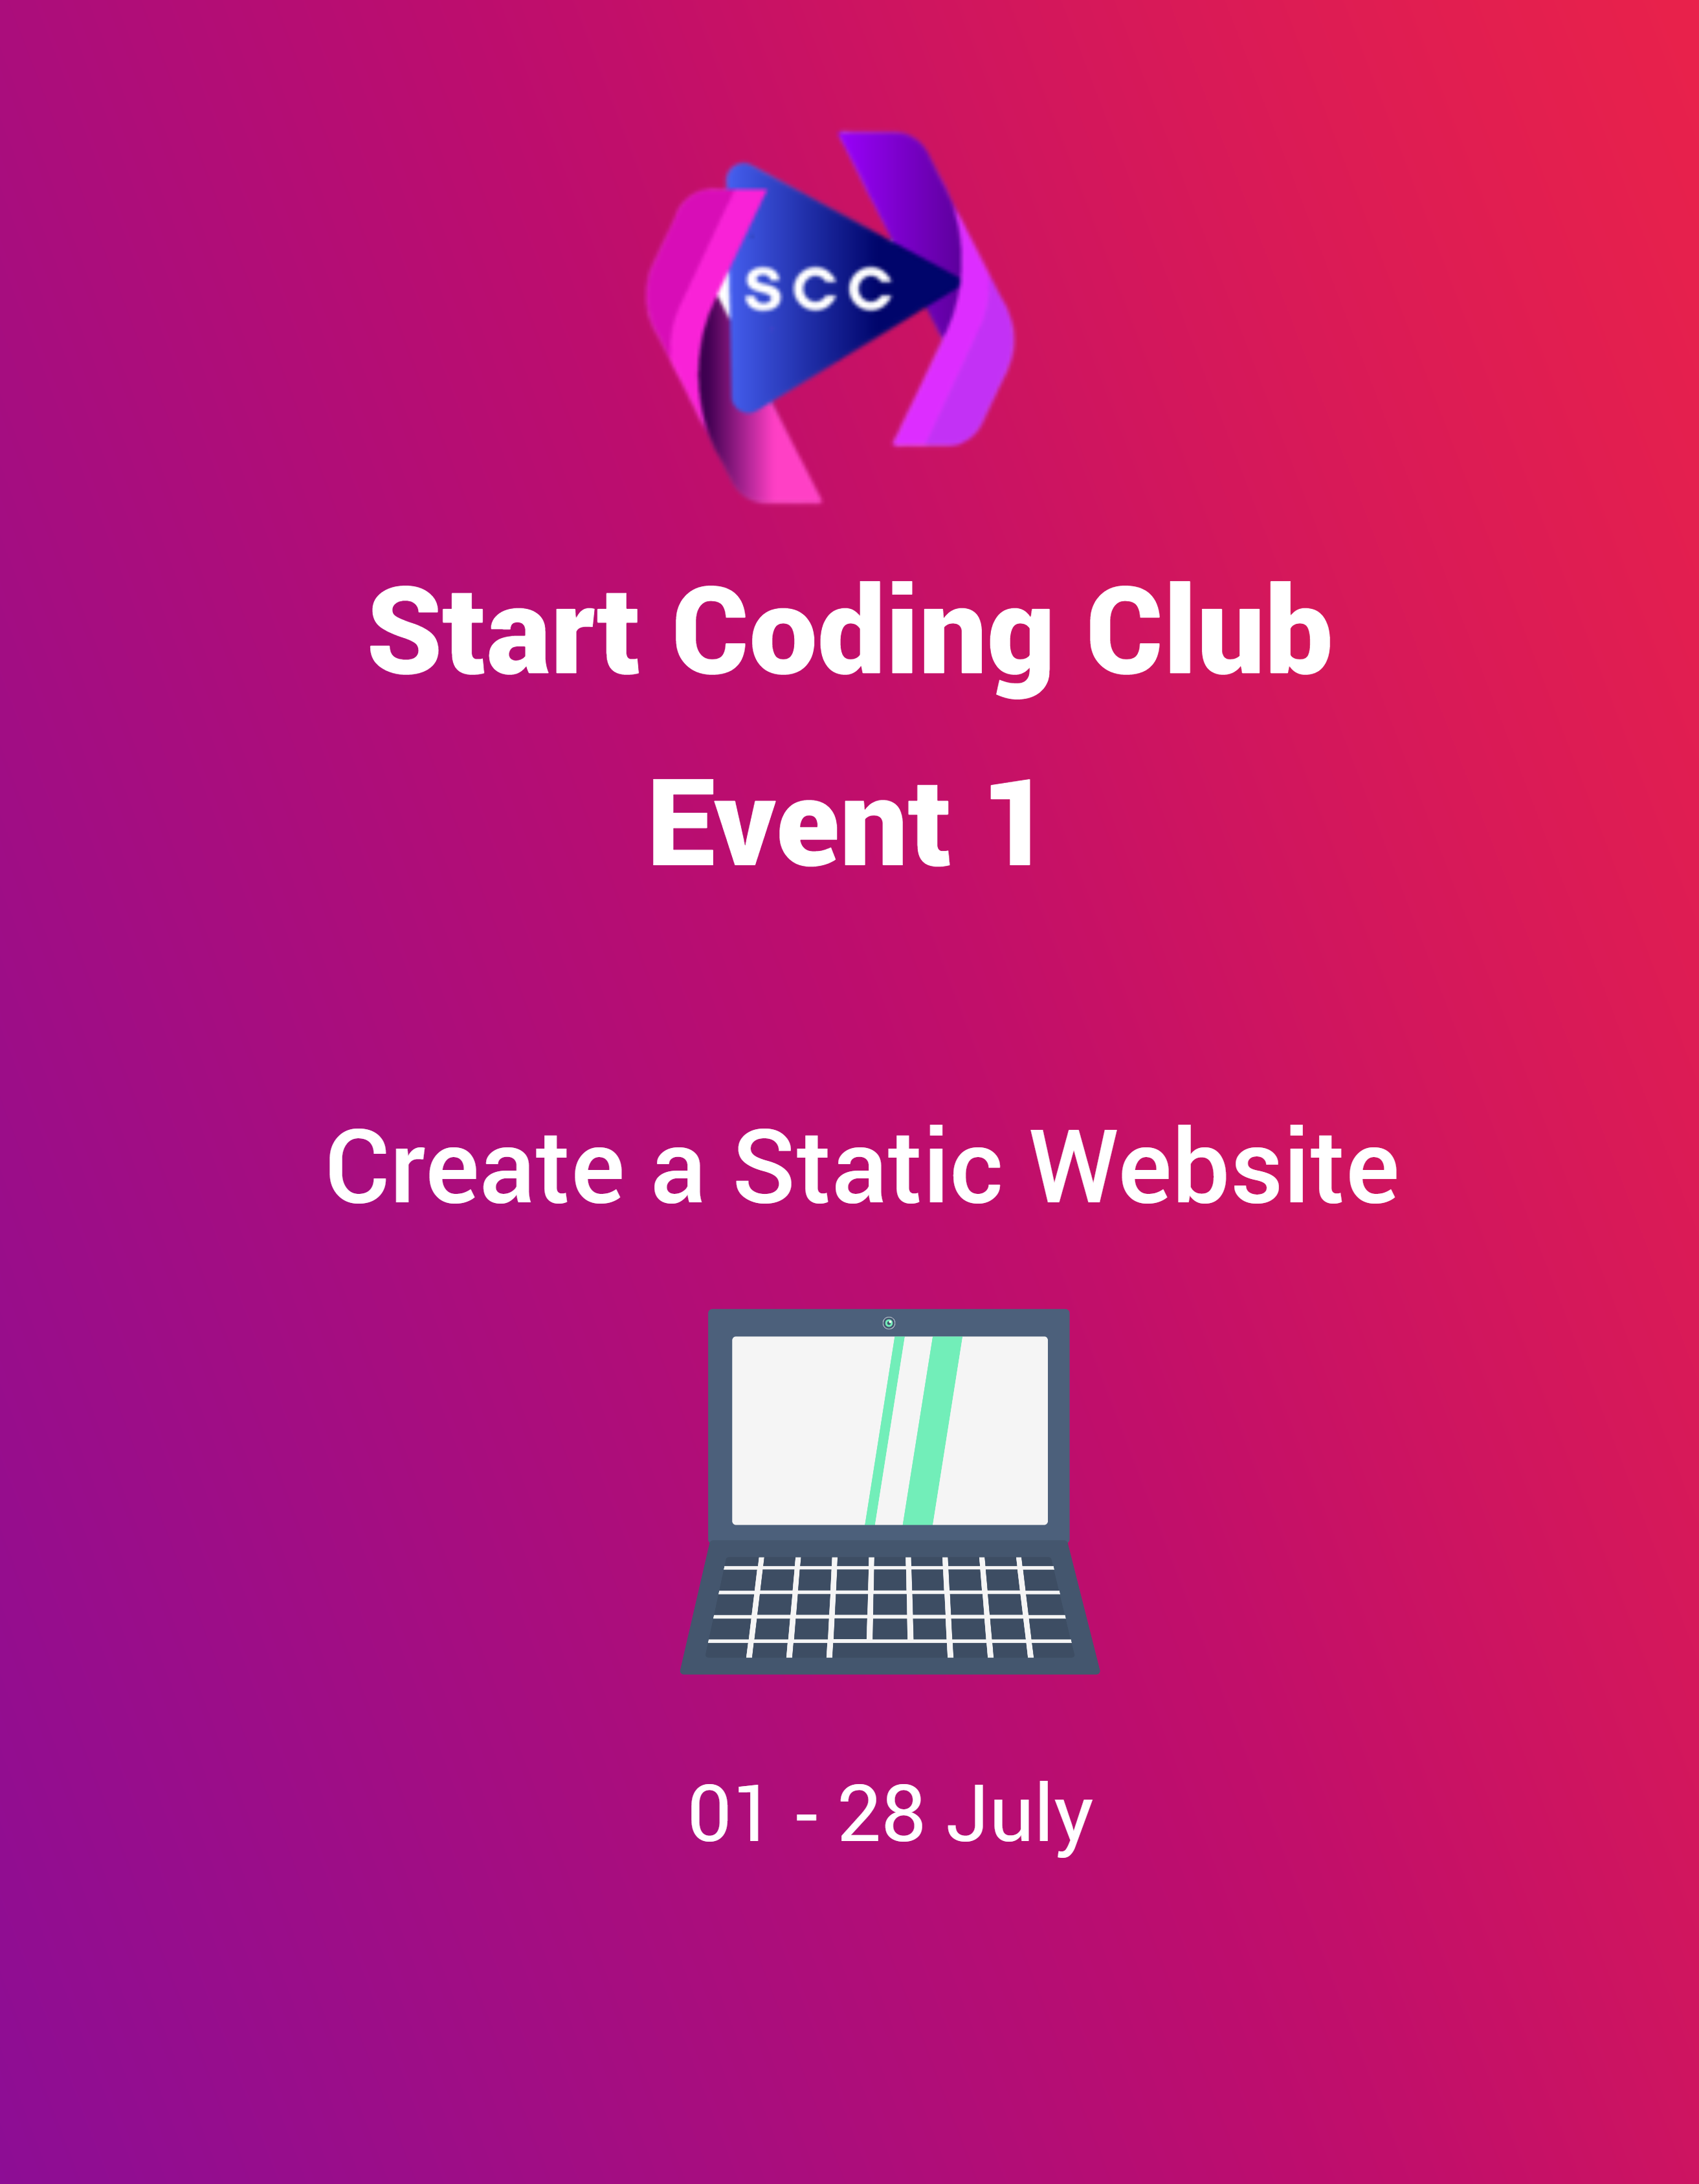 SCC
Start Coding Club
Event 1
Create a Static Website
01 - 28 July